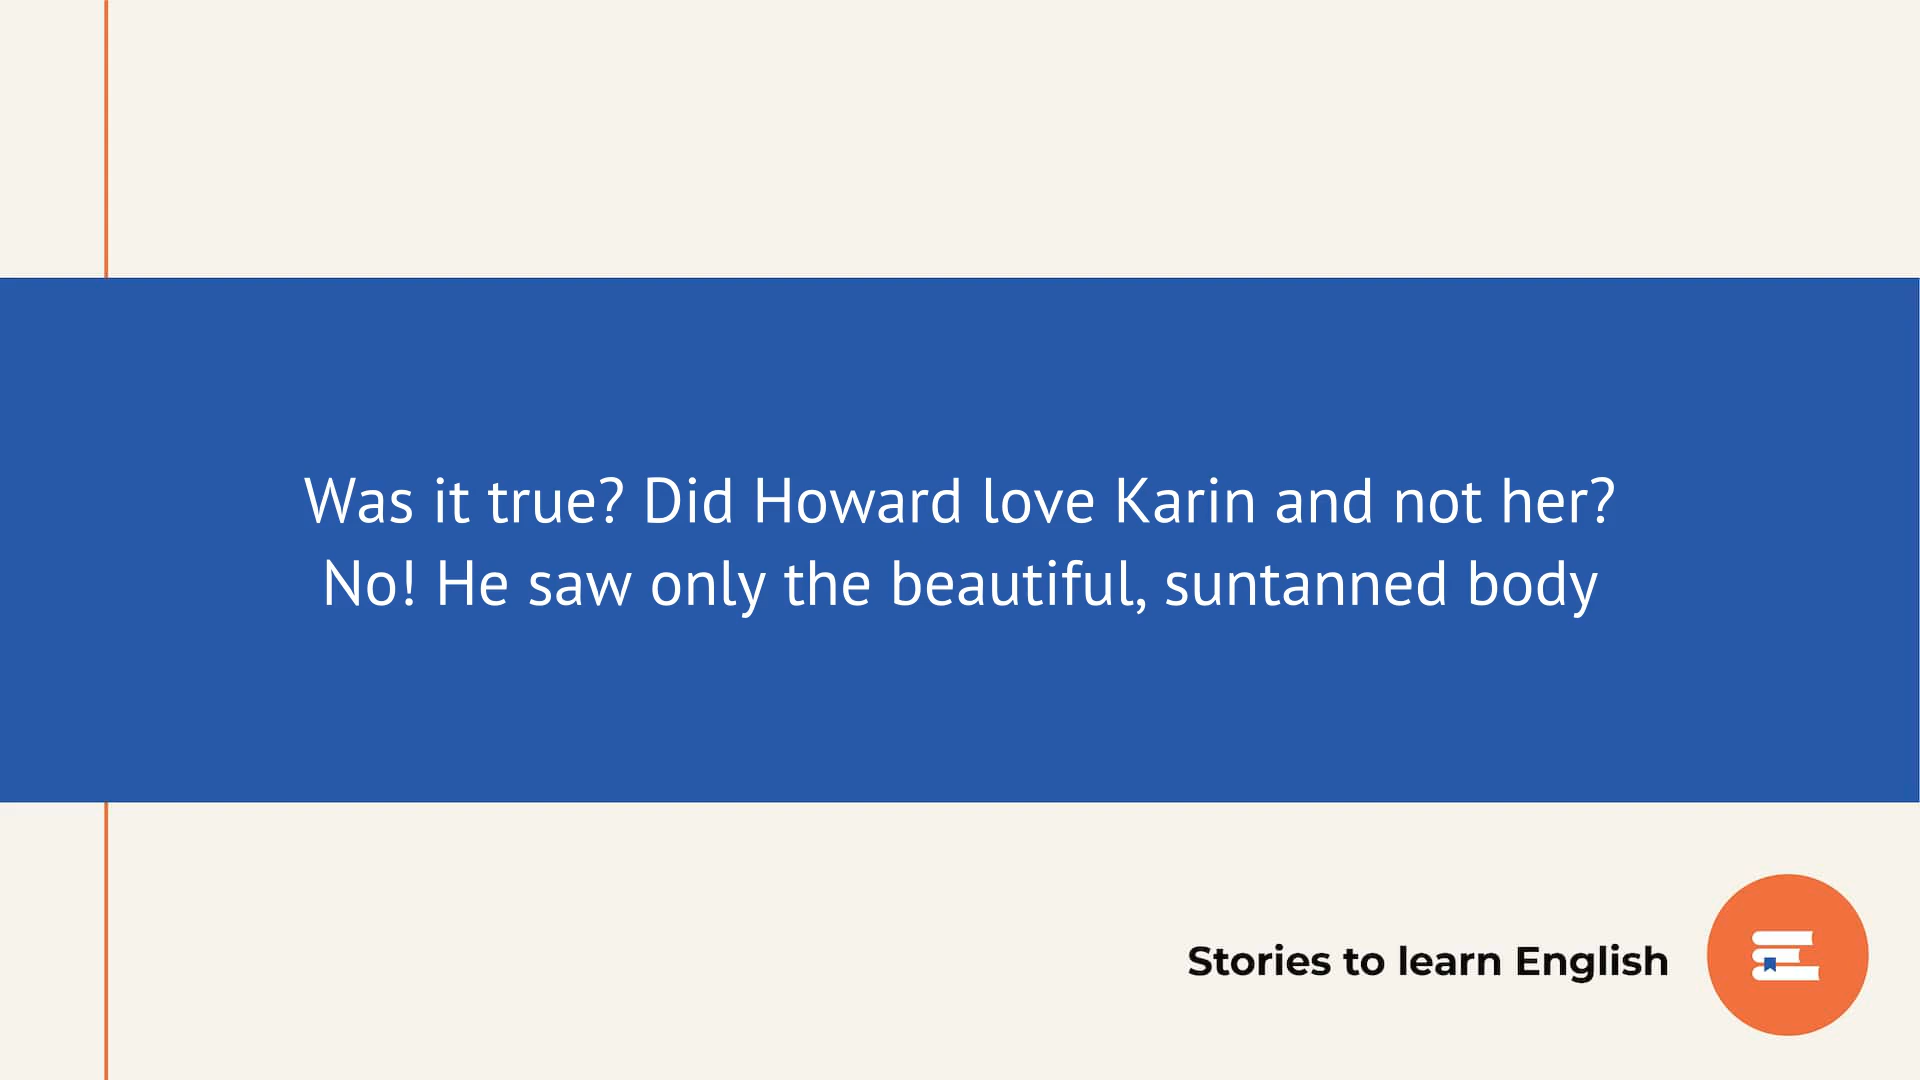 Was it true? Did Howard love Karin and not her?
No! He saw only the beautiful, suntanned body
Stories to learn English